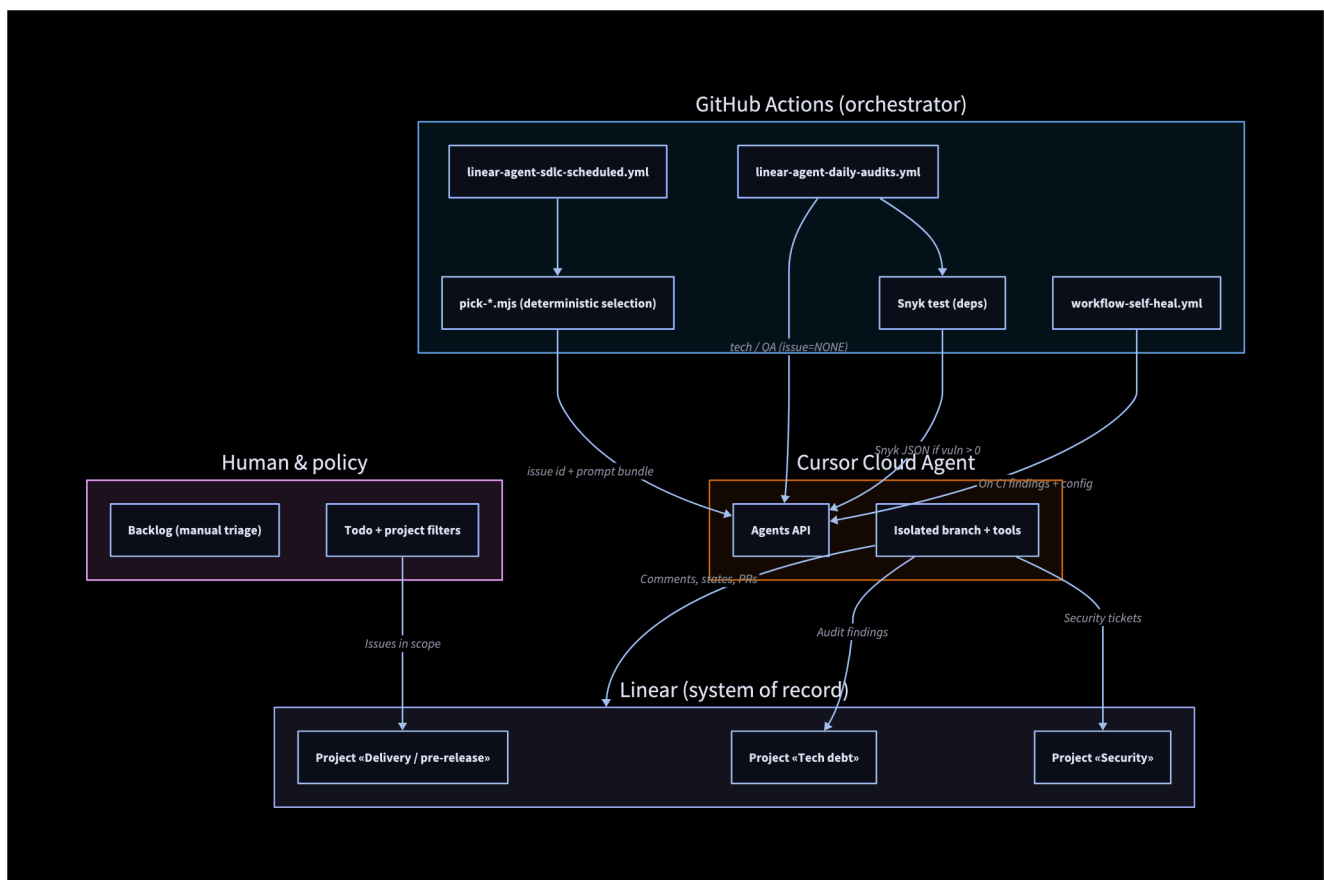 GitHub Actions (orchestrator)
linear-agent-sdlc-scheduled.yml
linear-agent-daily-audits.yml
pick-*.mjs (deterministic selection)
Snyk test (deps)
workflow-self-heal.yml
tech / QA (issue=NONE)
Snyk JSON if vuln > 0
Human & policy
Cursor Cloud Agent
issue id + prompt bundle
On CI findings + config
Backlog (manual triage)
Todo + project filters
Agents API
Isolated branch + tools
Comments, states, PRs
Security tickets
Audit findings
Issues in scope
Linear (system of record)
Project «Delivery / pre-release»
Project «Tech debt»
Project «Security»